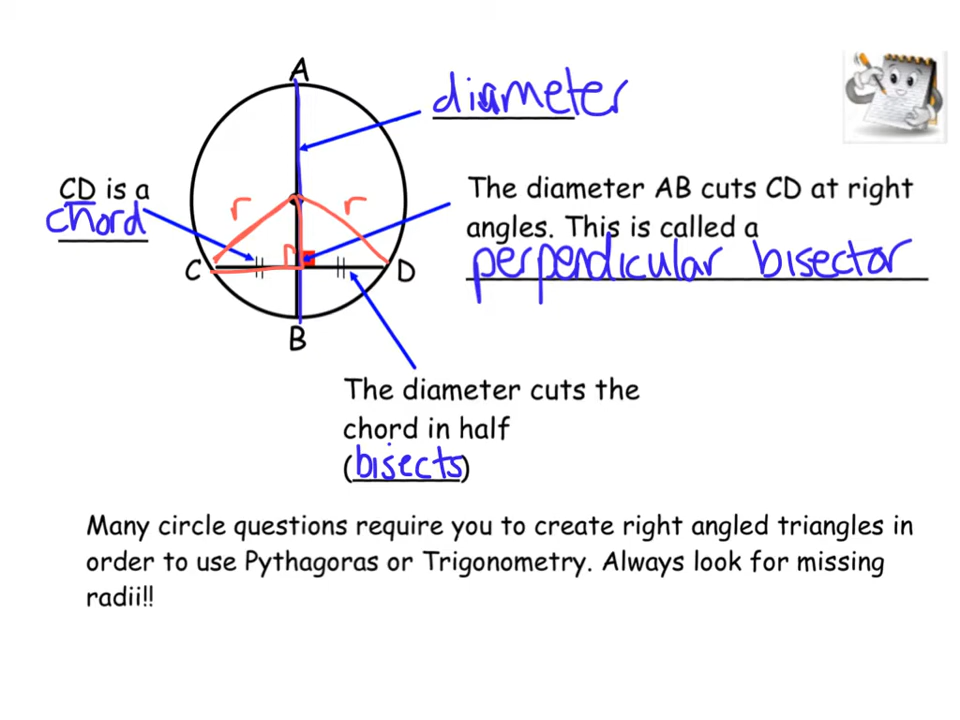 A
diameter
CD is a
chord
The diameter AB cuts CD at right
angles. This is called a
perpendicular bisector
r
r
C
D
B
The diameter cuts the
chord in half
(bisects)
Many circle questions require you to create right angled triangles in
order to use Pythagoras or Trigonometry. Always look for missing
radii!!